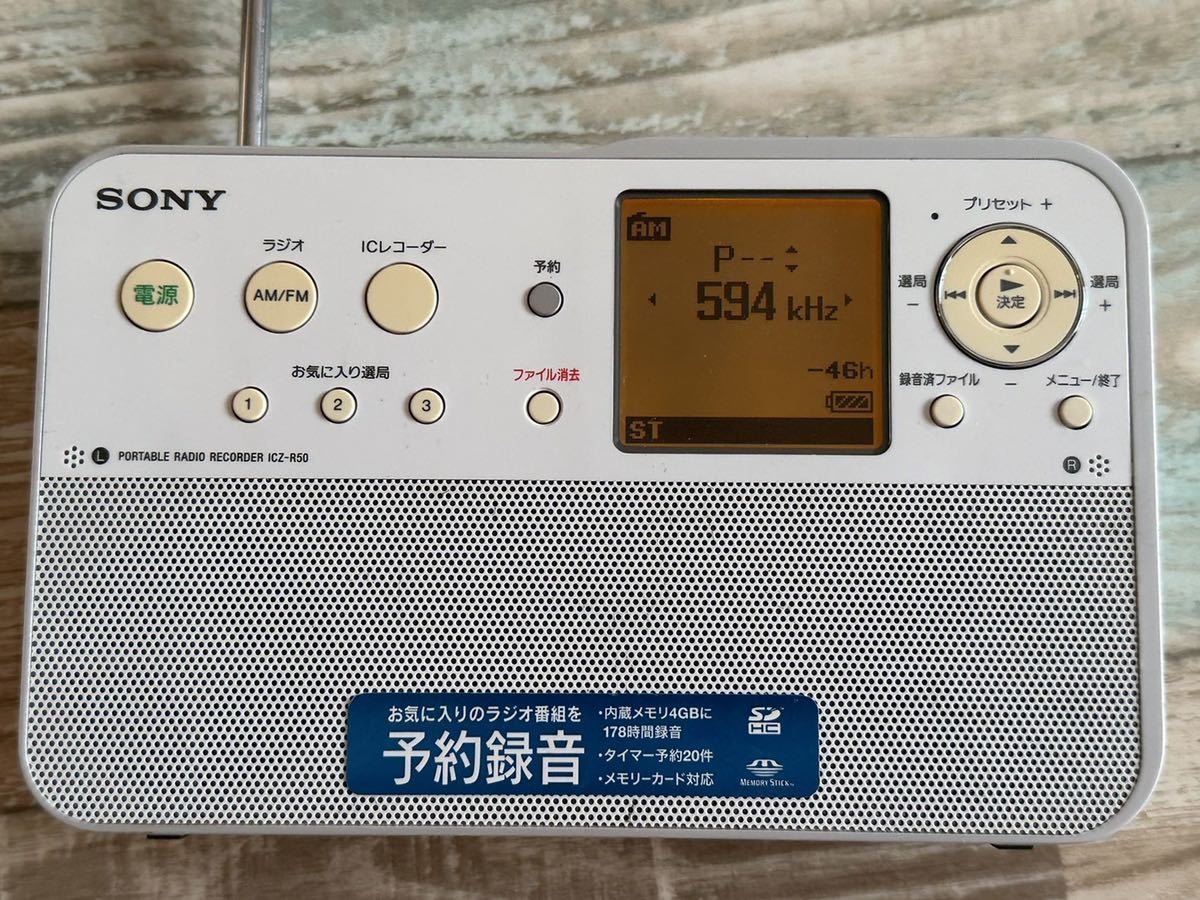 SONY
ラジオ
ICレコーダー
電源
AM/FM
予約
お気に入り選局
1
2
3
ファイル消去
L PORTABLE RADIO RECORDER ICZ-R50
AM
P--
594 kHz
-46h
ST
プリセット +
選局
−
決定
選局
+
−
録音済ファイル
メニュー/終了
R
お気に入りのラジオ番組を
予約録音
・内蔵メモリ4GBに
178時間録音
・タイマー予約20件
・メモリーカード対応
SD
HC
MEMORY STICK™